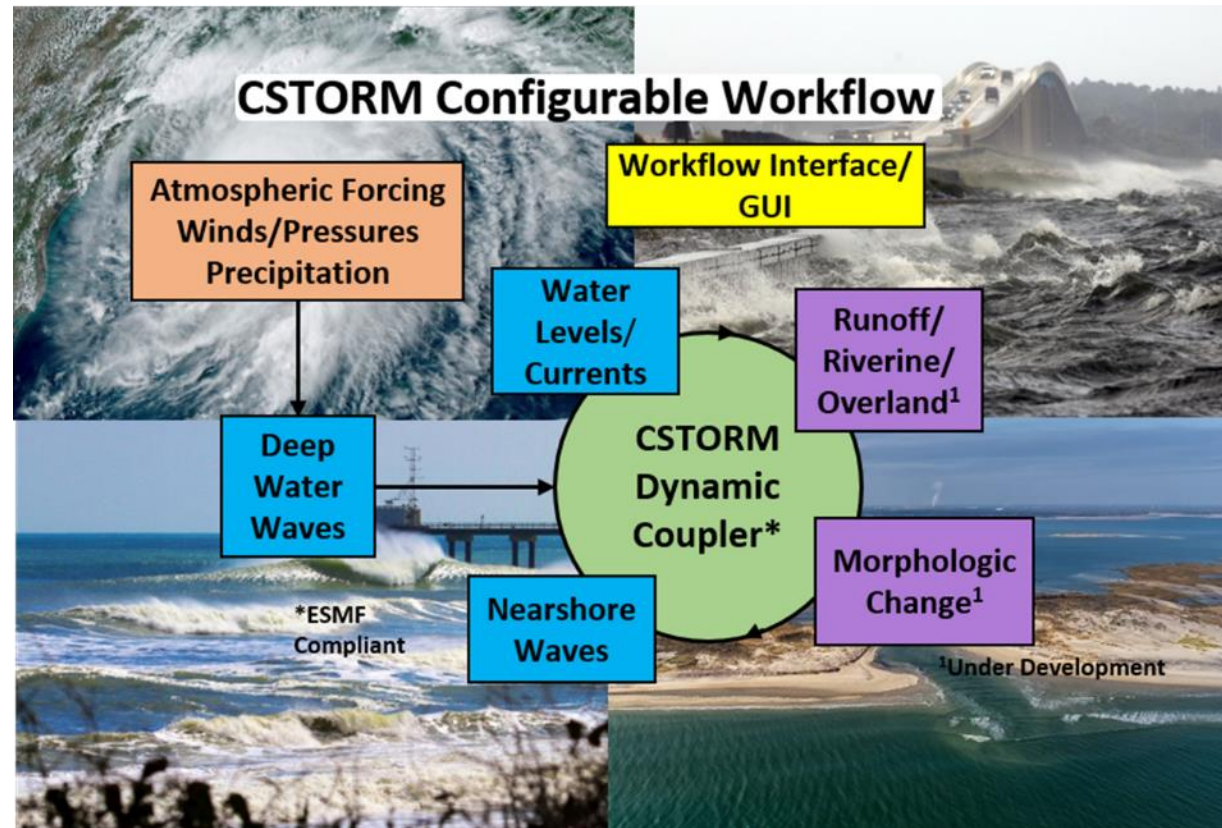 CSTORM Configurable Workflow
Atmospheric Forcing
Winds/Pressures
Precipitation
Workflow Interface/
GUI
Water
Levels/
Currents
Runoff/
Riverine/
Overland¹
Deep
Water
Waves
CSTORM
Dynamic
Coupler*
Morphologic
Change¹
Nearshore
Waves
*ESMF
Compliant
¹Under Development